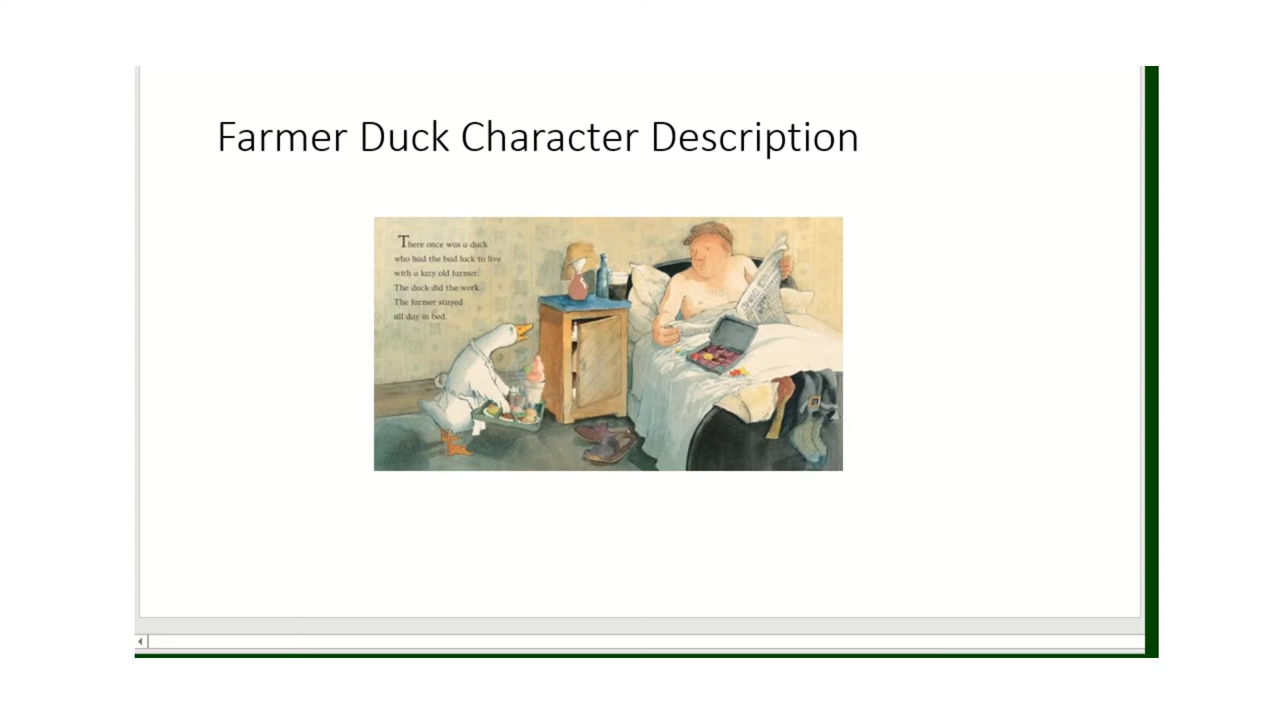 Farmer Duck Character Description
There once was a duck
who had the bad luck to live
with a lazy old farmer.
The duck did the work.
The farmer stayed
all day in bed.